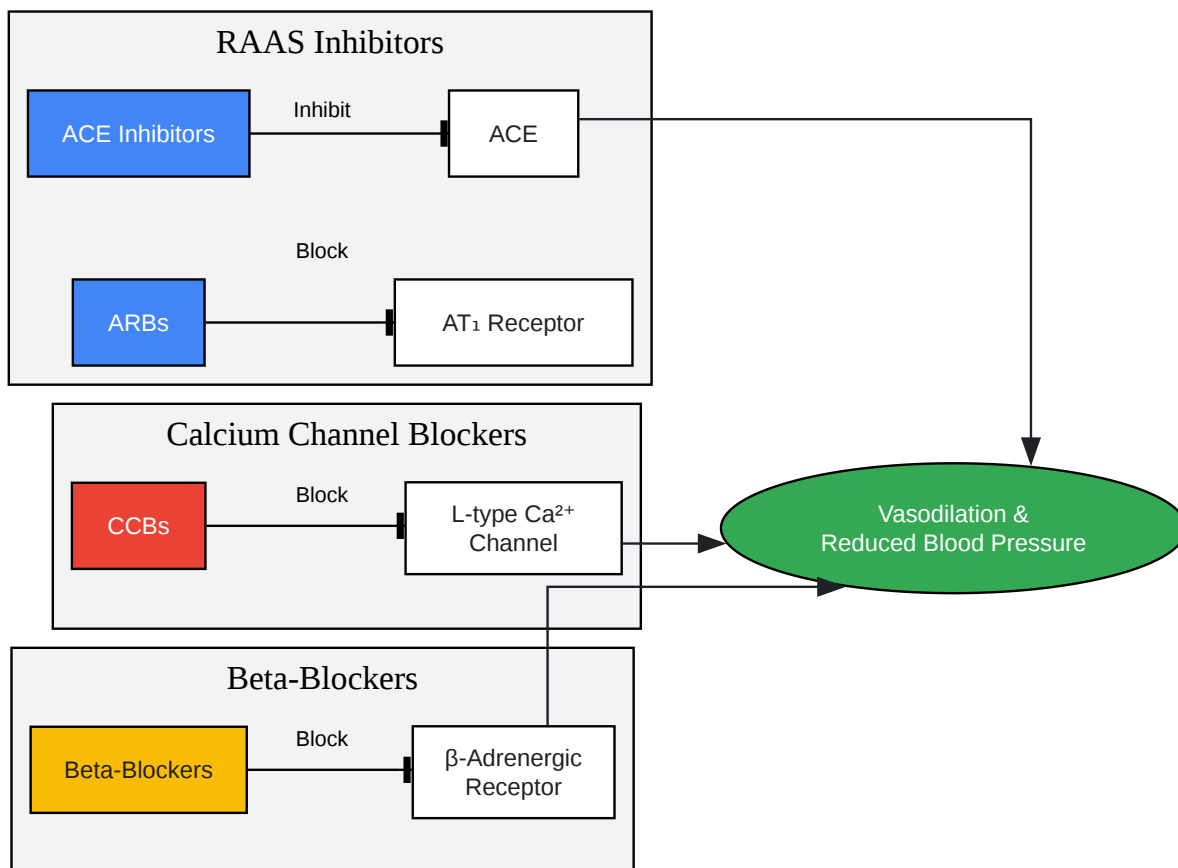 RAAS Inhibitors
ACE Inhibitors
Inhibit
ACE
Block
ARBs
AT₁ Receptor
Calcium Channel Blockers
CCBs
Block
L-type Ca²⁺
Channel
Vasodilation &
Reduced Blood Pressure
Beta-Blockers
Beta-Blockers
Block
β-Adrenergic
Receptor